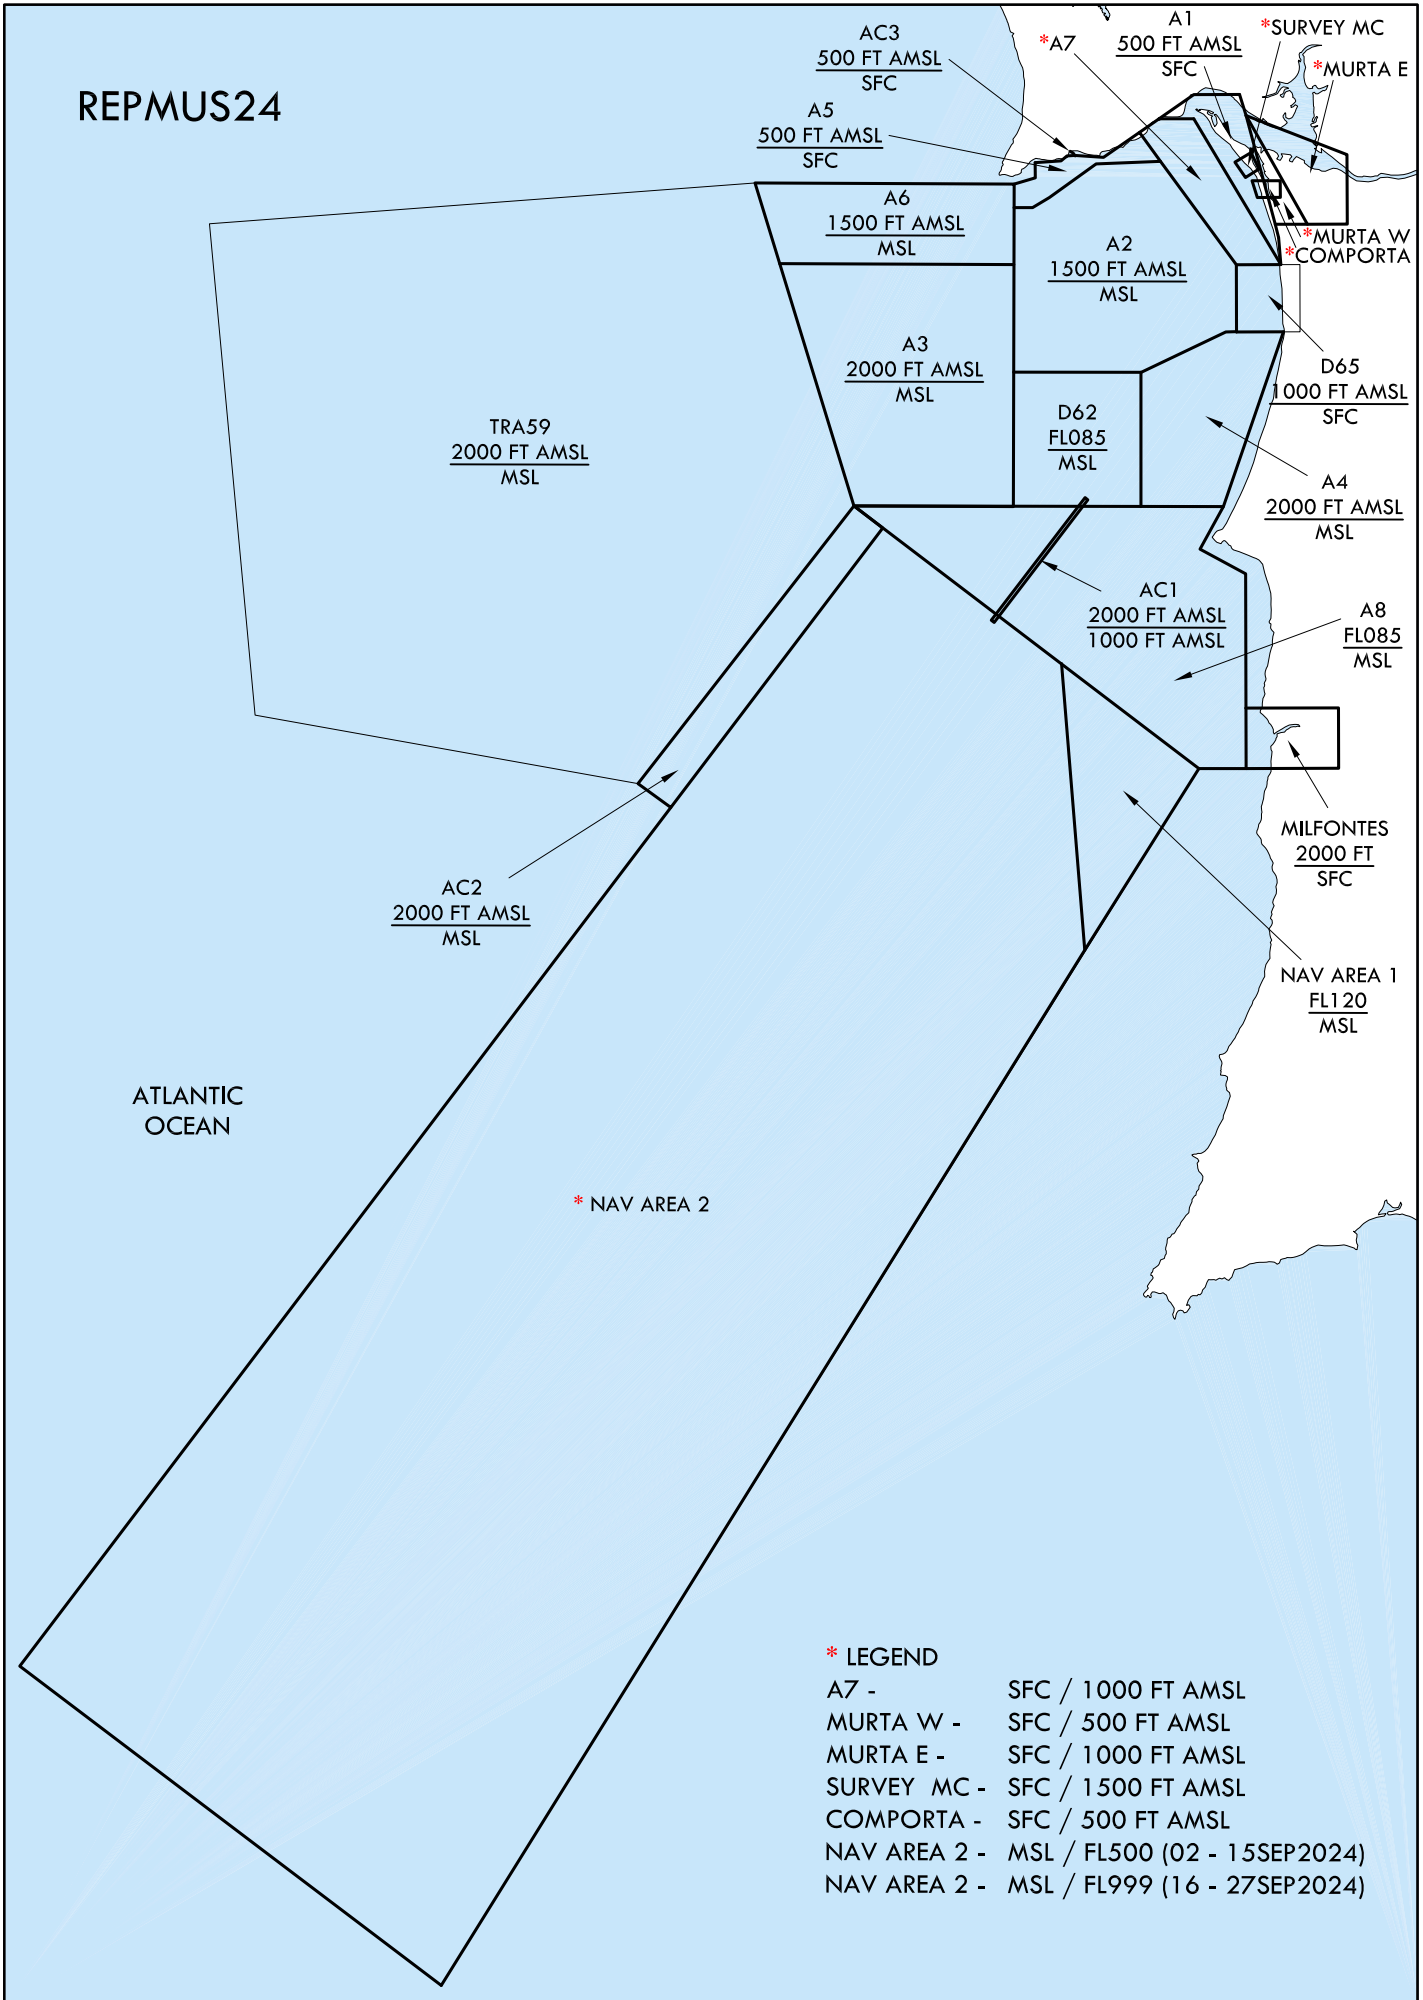 REPMUS24
AC3
500 FT AMSL
SFC
*A7
A1
500 FT AMSL
SFC
*SURVEY MC
*MURTA E
A5
500 FT AMSL
SFC
A6
1500 FT AMSL
MSL
A2
1500 FT AMSL
MSL
*MURTA W
*COMPORTA
A3
2000 FT AMSL
MSL
D65
1000 FT AMSL
SFC
TRA59
2000 FT AMSL
MSL
D62
FL085
MSL
A4
2000 FT AMSL
MSL
AC1
2000 FT AMSL
1000 FT AMSL
A8
FL085
MSL
MILFONTES
2000 FT
SFC
AC2
2000 FT AMSL
MSL
NAV AREA 1
FL120
MSL
ATLANTIC
OCEAN
* NAV AREA 2
* LEGEND
A7 - SFC / 1000 FT AMSL
MURTA W - SFC / 500 FT AMSL
MURTA E - SFC / 1000 FT AMSL
SURVEY MC - SFC / 1500 FT AMSL
COMPORTA - SFC / 500 FT AMSL
NAV AREA 2 - MSL / FL500 (02 - 15SEP2024)
NAV AREA 2 - MSL / FL999 (16 - 27SEP2024)